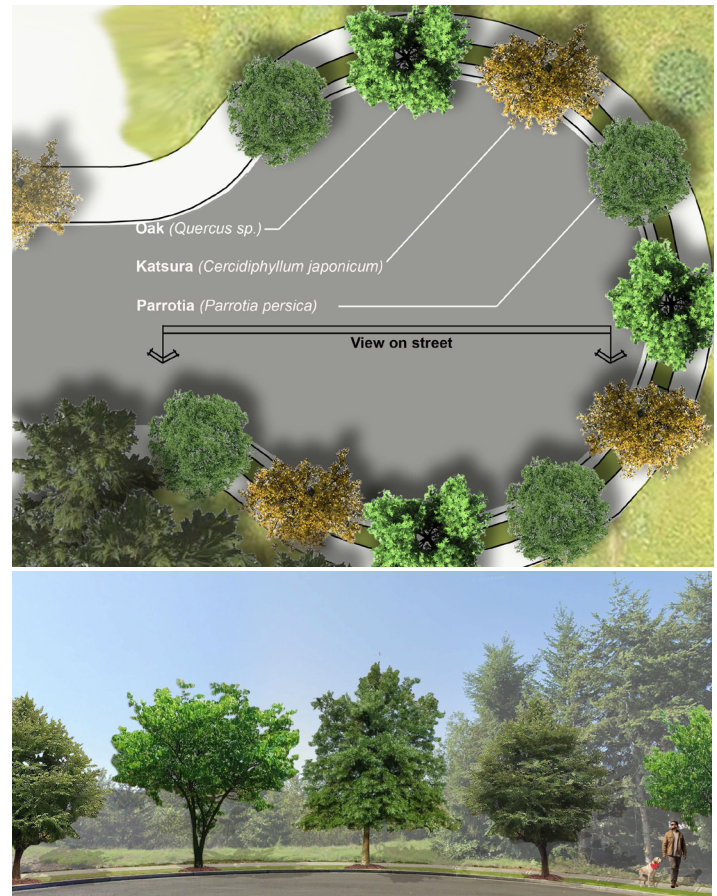 Oak (Quercus sp.)
Katsura (Cercidiphyllum japonicum)
Parrotia (Parrotia persica)
View on street